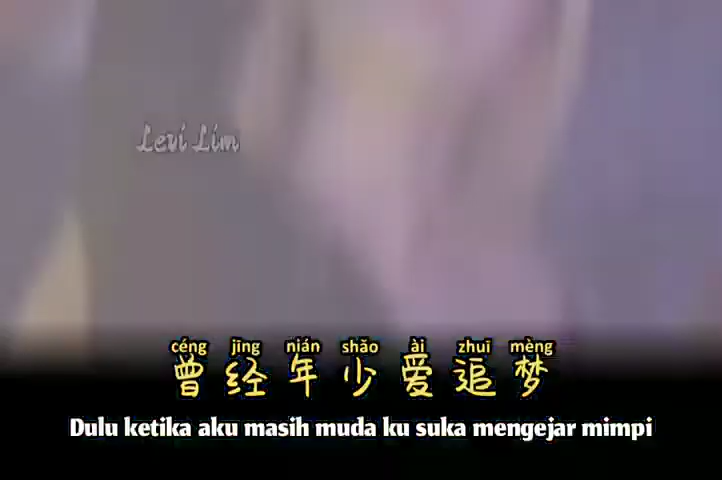 Levi Lim
céng jīng nián shǎo ài zhuī mèng
曾经年少爱追梦
Dulu ketika aku masih muda ku suka mengejar mimpi